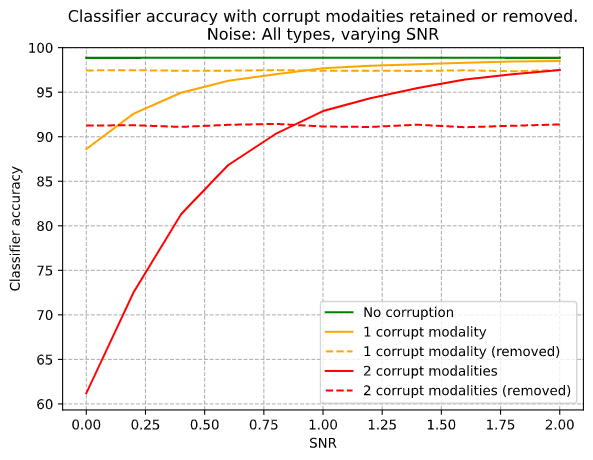 Classifier accuracy with corrupt modaities retained or removed.
Noise: All types, varying SNR
100
95
90
85
80
75
70
65
60
Classifier accuracy
No corruption
1 corrupt modality
1 corrupt modality (removed)
2 corrupt modalities
2 corrupt modalities (removed)
0.00 0.25 0.50 0.75 1.00 1.25 1.50 1.75 2.00
SNR